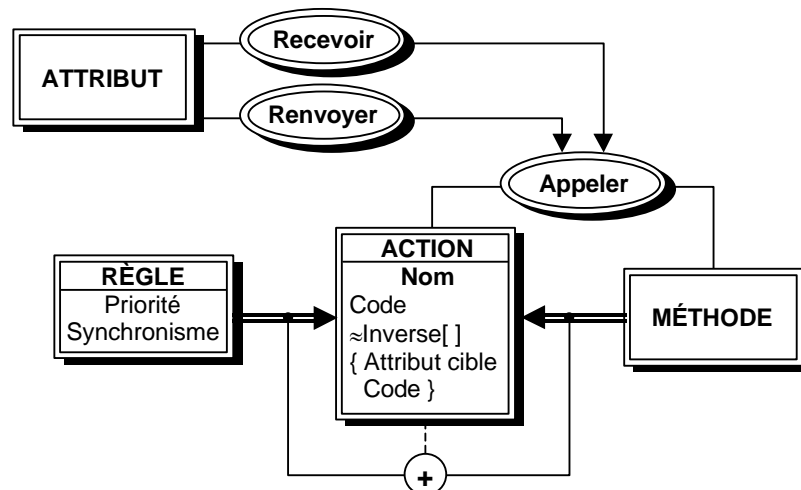 Recevoir
ATTRIBUT
Renvoyer
Appeler
ACTION
Nom
Code
≈Inverse[ ]
{ Attribut cible
Code }
RÈGLE
Priorité
Synchronisme
MÉTHODE
+